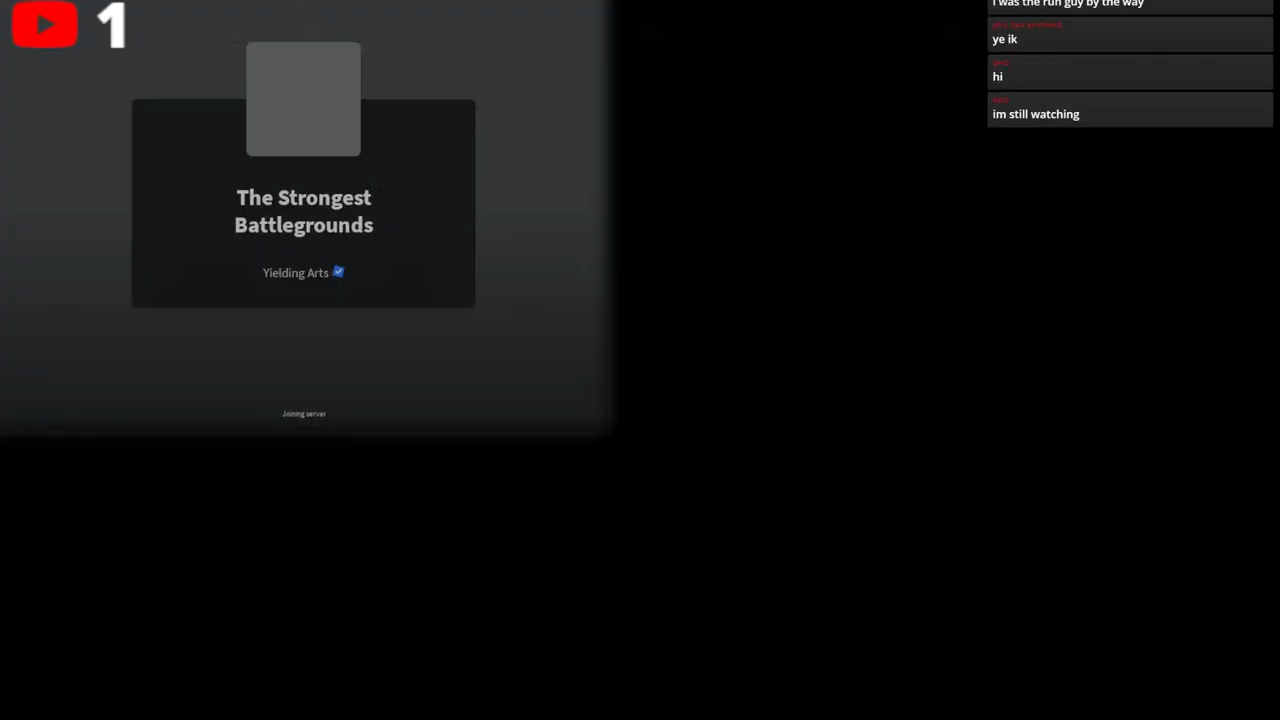 1
The Strongest
Battlegrounds
Yielding Arts
Joining server
i was the run guy by the way
ye ik
hi
im still watching